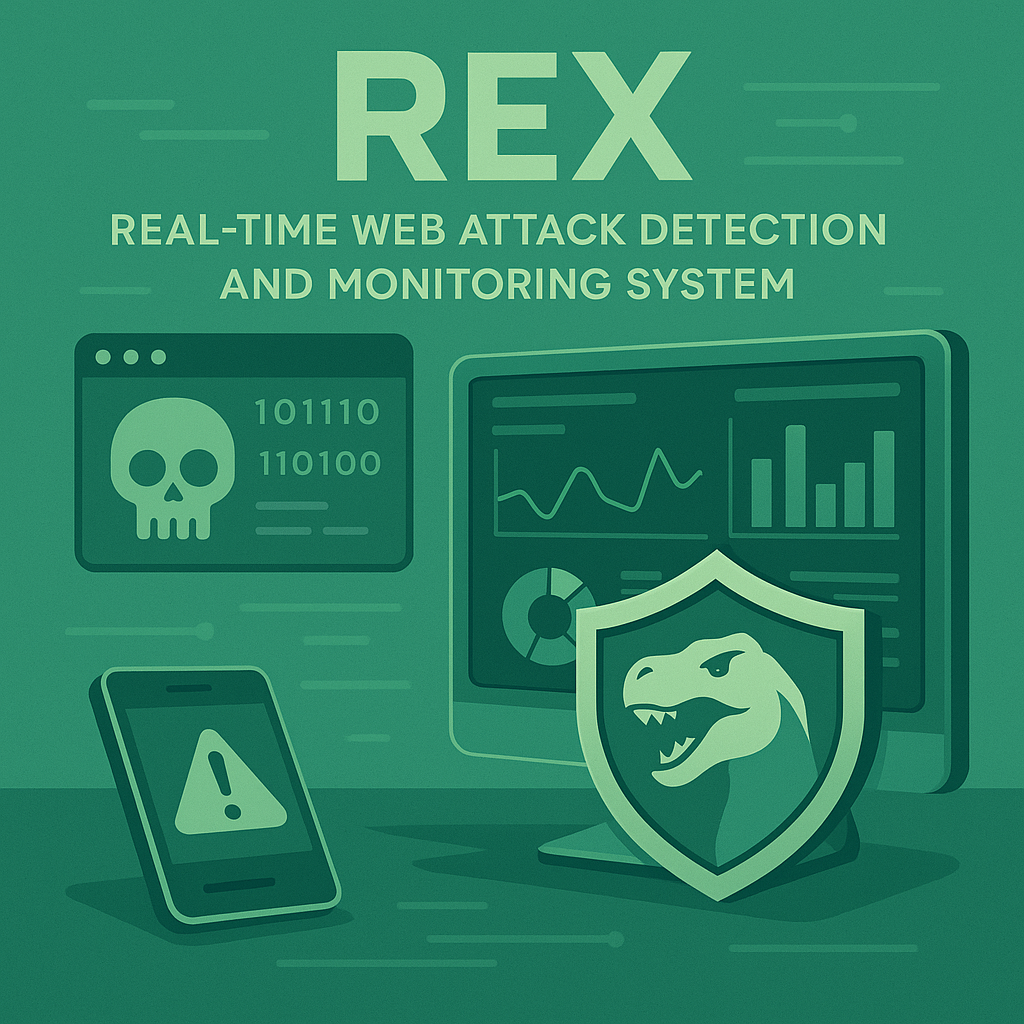 REX
REAL-TIME WEB ATTACK DETECTION
AND MONITORING SYSTEM
101110
110100